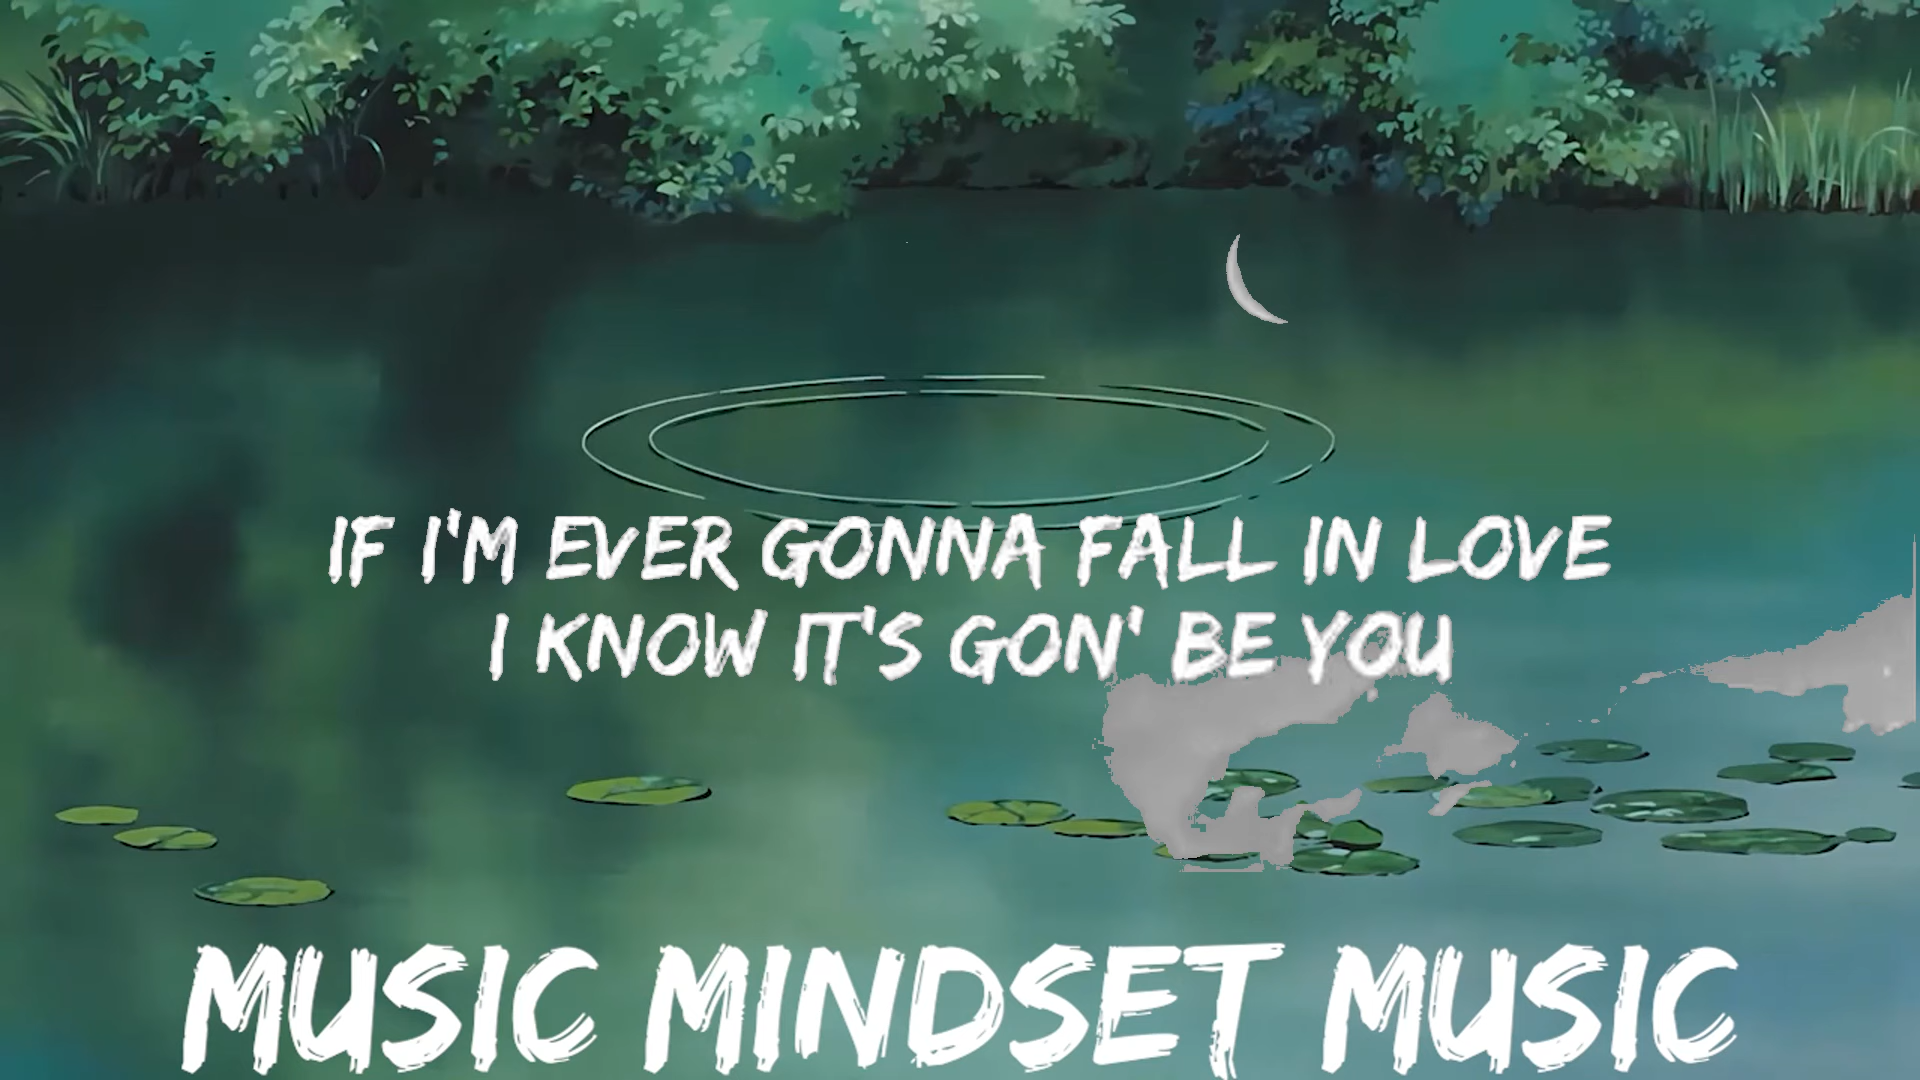 IF I'M EVER GONNA FALL IN LOVE
I KNOW IT'S GON' BE YOU
MUSIC MINDSET MUSIC